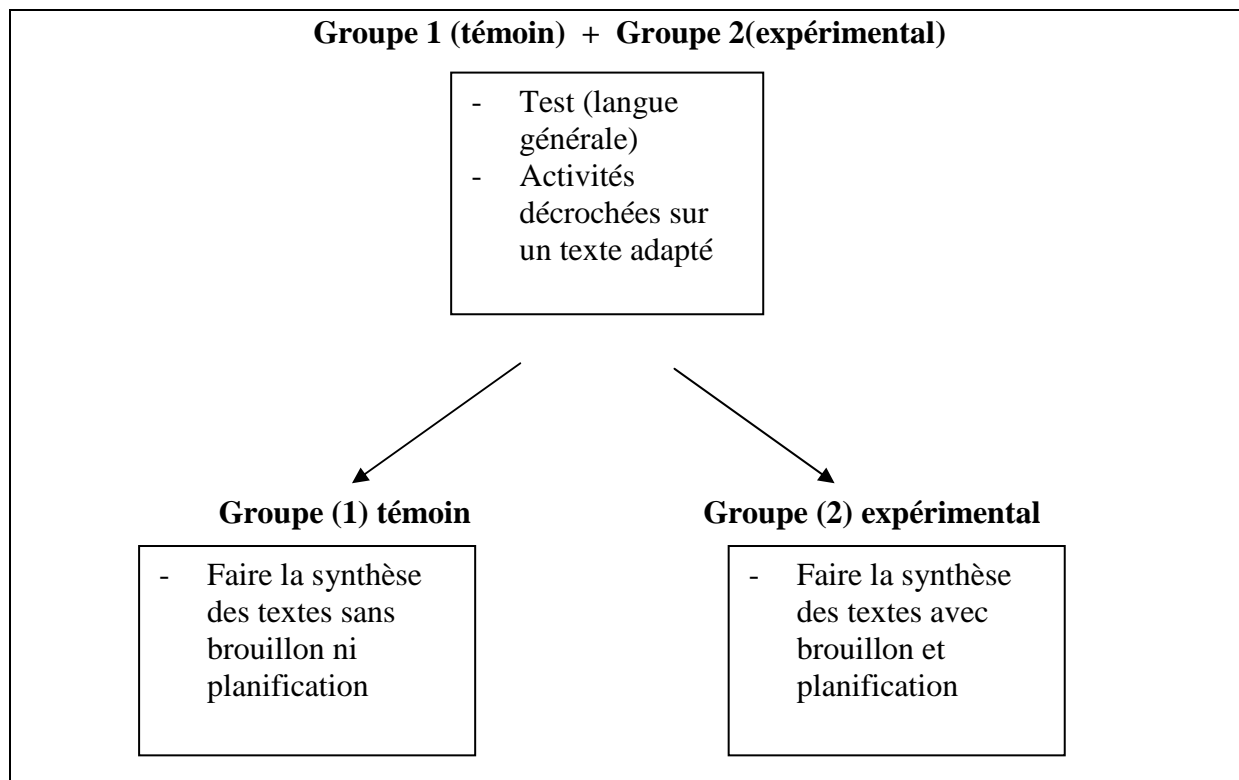 Groupe 1 (témoin) + Groupe 2(expérimental)
- Test (langue
générale)
- Activités
décrochées sur
un texte adapté
Groupe (1) témoin
- Faire la synthèse
des textes sans
brouillon ni
planification
Groupe (2) expérimental
- Faire la synthèse
des textes avec
brouillon et
planification